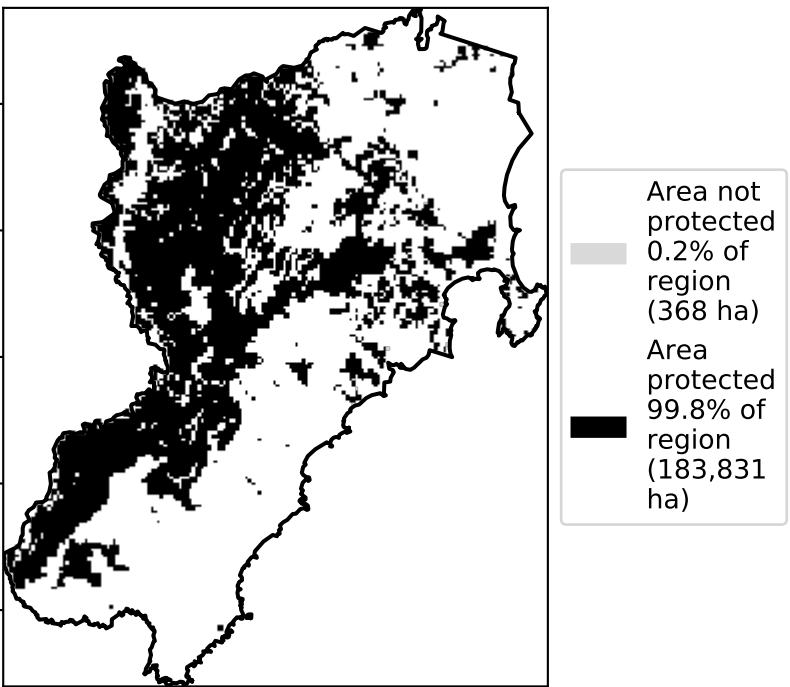 Area not
protected
0.2% of
region
(368 ha)
Area
protected
99.8% of
region
(183,831
ha)